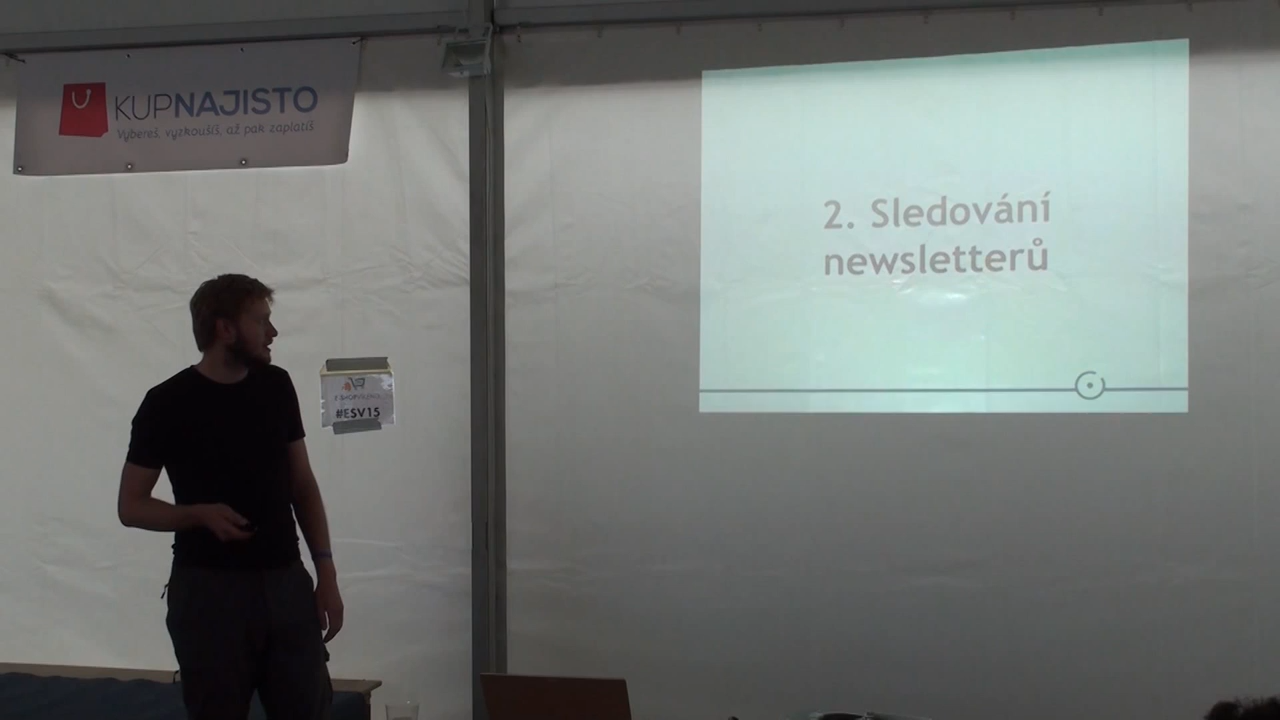 KUPNAJISTO
Vybereš, vyzkoušíš, až pak zaplatíš
2. Sledování
newsletterů
#ESV15